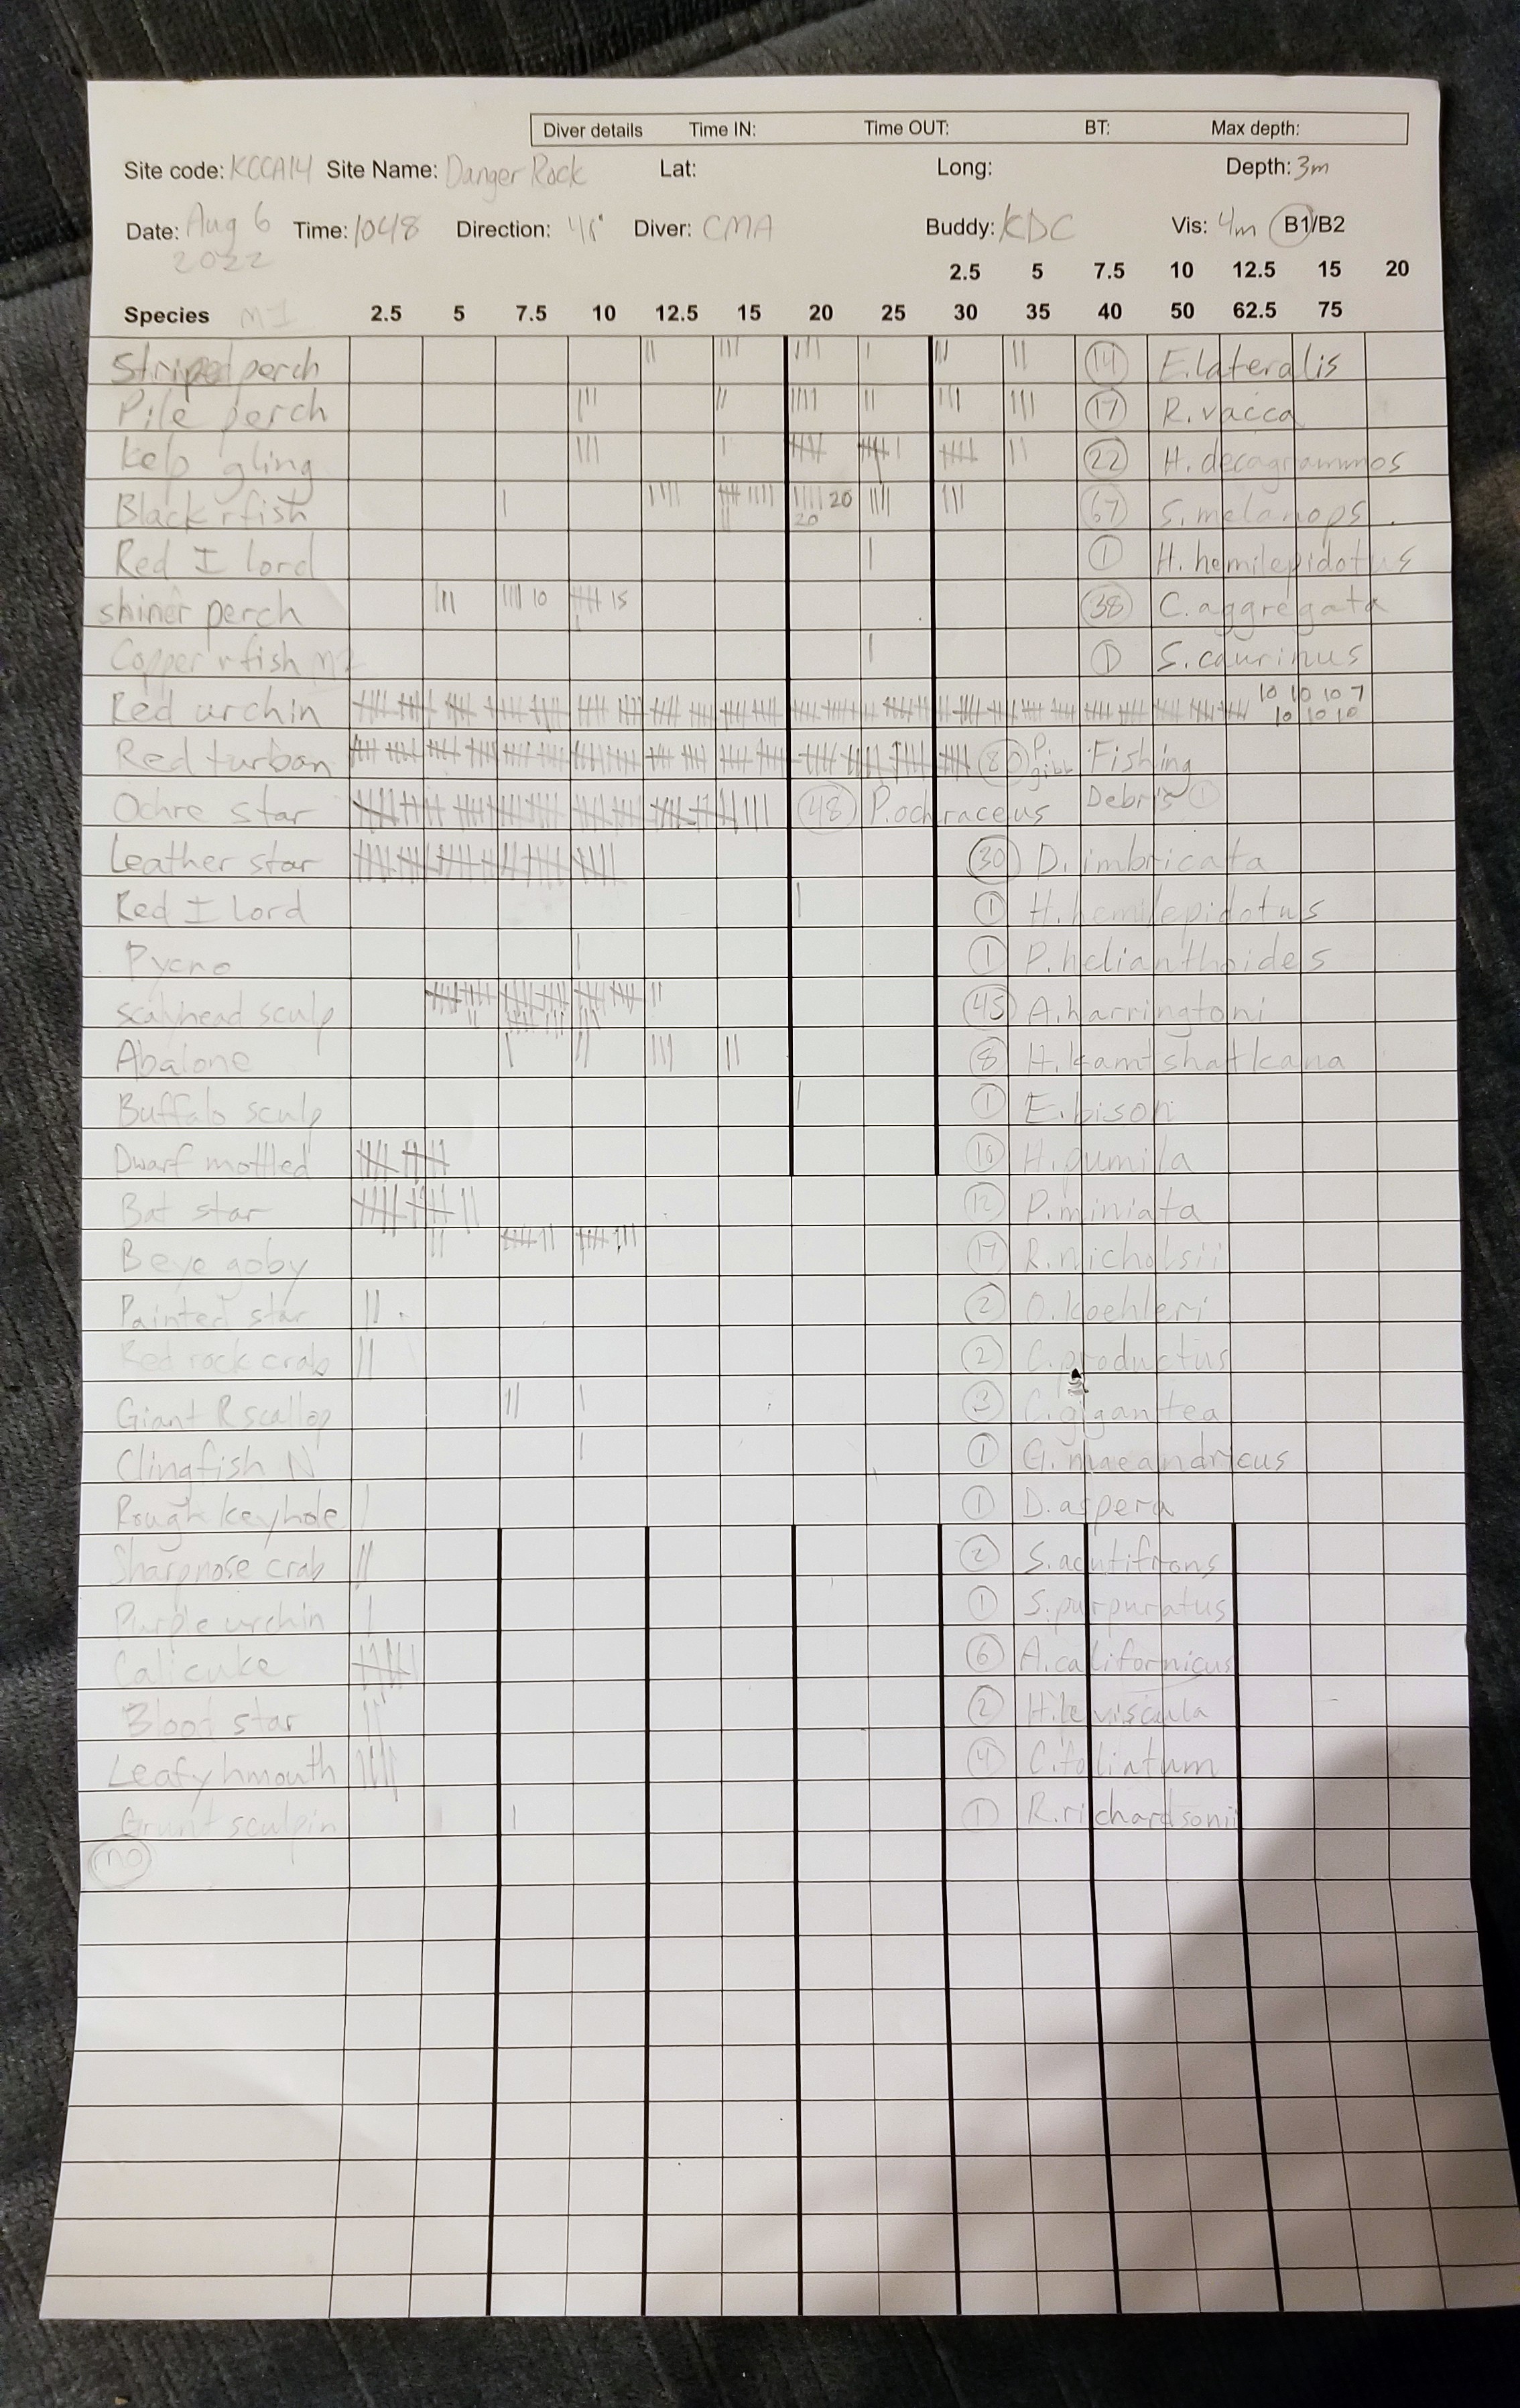 Diver details Time IN: Time OUT: BT: Max depth:
Site code: KCCA14 Site Name: Danger Rock Lat: Long: Depth: 3m
Date: Aug 6 Time: 1048 Direction: Diver: CMA Buddy: KDC Vis: 4m B1/B2
2022
2.5 5 7.5 10 12.5 15 20
Species M1 2.5 5 7.5 10 12.5 15 20 25 30 35 40 50 62.5 75
Striped perch 14 E.lateralis
Pile perch 17 R.vacca
Kelp gling 22 H.decagrammos
Black rfish 20 20 67 S.melanops
Red I lord 1 H.hemilepidotus
shiner perch 10 15 38 C.aggregata
Copper rfish M2 1 S.caurinus
Red urchin 10 10 10 7
10 10 10
Red turban 80 P. gibb Fishing
Ochre star 48 P.ochraceus Debris 1
Leather star 30 D.imbricata
Red I lord 1 H.hemilepidotus
Pycno 1 P.helianthoides
scalyhead sculp 45 A.harringtoni
Abalone 8 H.kamtshatkana
Buffalo sculp 1 E.bison
Dwarf mottled 10 H.gumila
Bat star 12 P.miniata
Beye goby 17 R.nicholsii
Painted star 2 O.koehleri
Red rock crab 2 C.productus
Giant R scallop 3 C.gigantea
Clingfish N 1 G.maeandricus
Rough keyhole 1 D.aspera
Sharpnose crab 2 S.acutifrons
Purple urchin 1 S.purpuratus
Cali cuke 6 A.californicus
Blood star 2 H.leviscula
Leafy hmouth 4 C.foliatum
Grunt sculpin 1 R.richardsonii